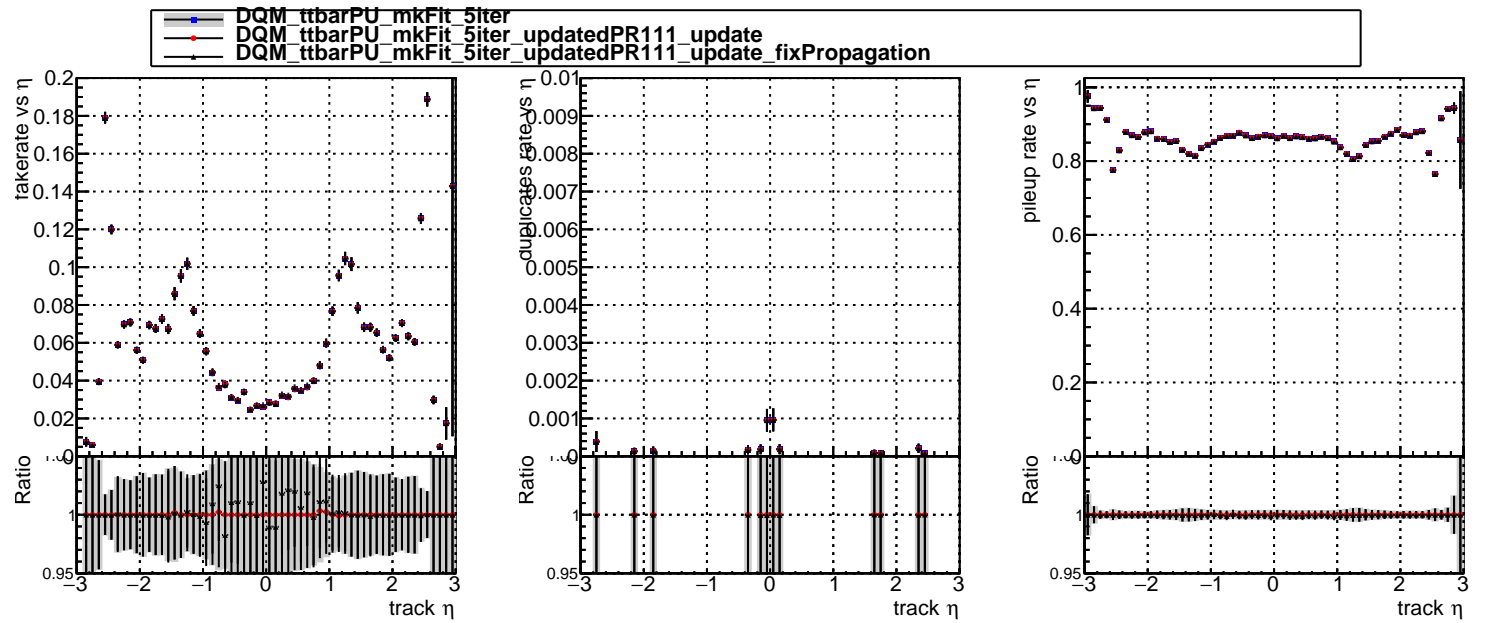 DQM_ttbarPU_mkFit_5iter
DQM_ttbarPU_mkFit_5iter_updatedPR111_update
DQM_ttbarPU_mkFit_5iter_updatedPR111_update_fixPropagation
fakerate vs η
0.2
0.18
0.16
0.14
0.12
0.1
0.08
0.06
0.04
0.02
Ratio
1
0.95
−3 −2 −1 0 1 2 3
track η
duplicates rate vs η
0.01
0.009
0.008
0.007
0.006
0.005
0.004
0.003
0.002
0.001
Ratio
1
0.95
−3 −2 −1 0 1 2 3
track η
pileup rate vs η
1
0.8
0.6
0.4
0.2
Ratio
1
0.95
−3 −2 −1 0 1 2 3
track η